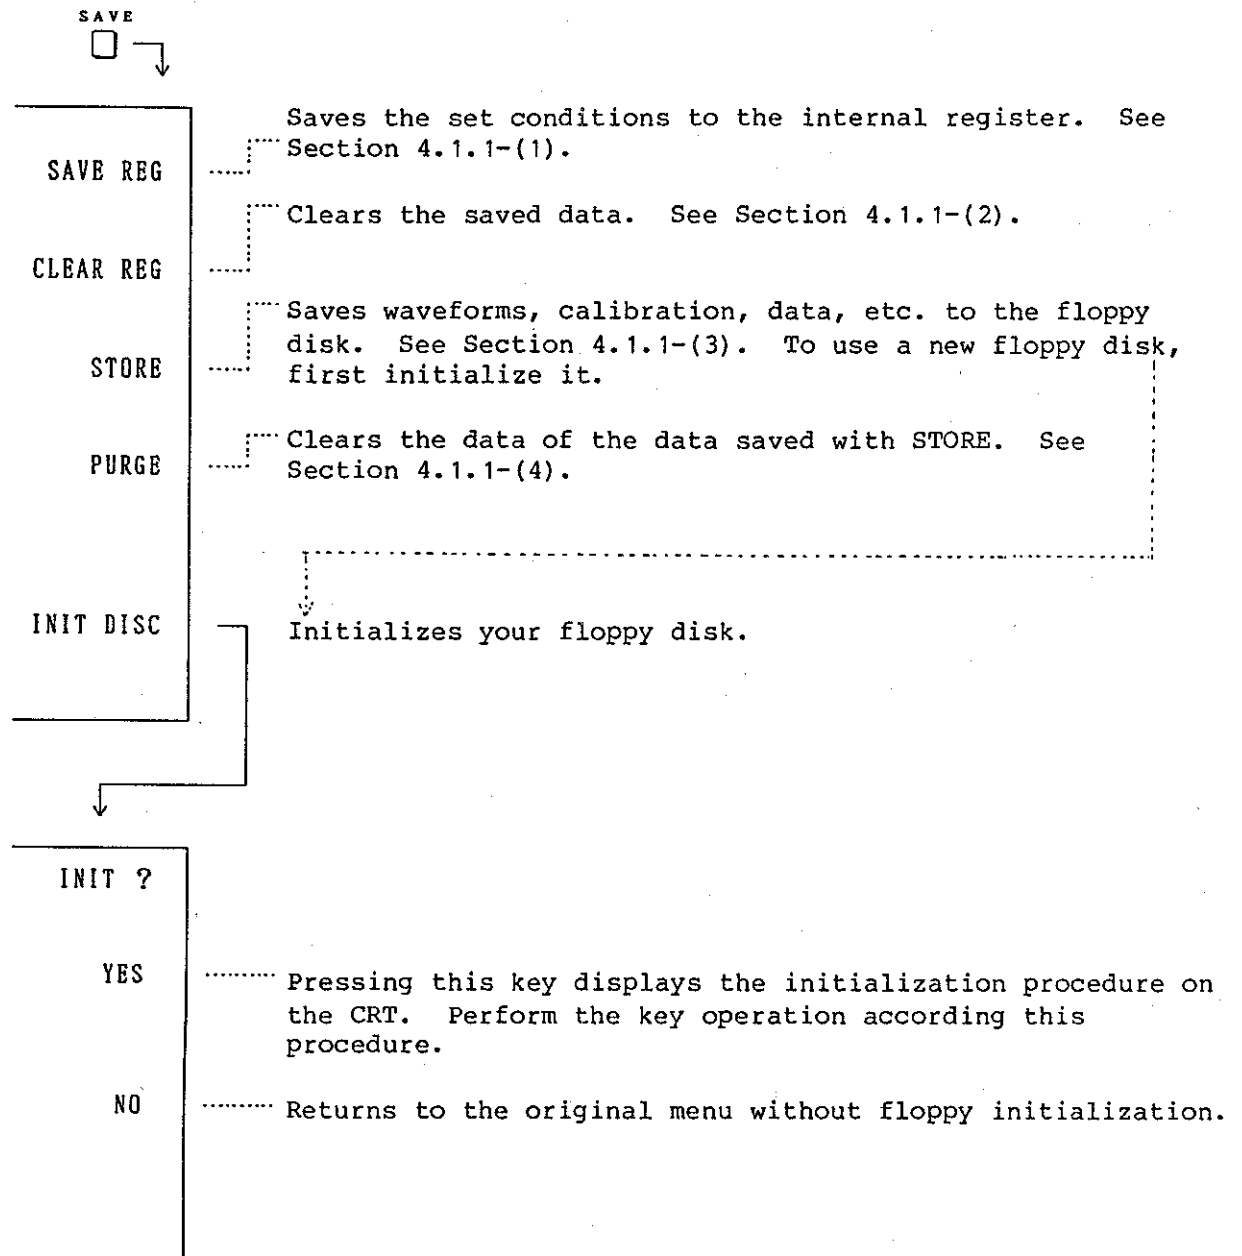 SAVE
Saves the set conditions to the internal register. See
Section 4.1.1-(1).
SAVE REG
Clears the saved data. See Section 4.1.1-(2).
CLEAR REG
Saves waveforms, calibration, data, etc. to the floppy
disk. See Section 4.1.1-(3). To use a new floppy disk,
STORE
first initialize it.
Clears the data of the data saved with STORE. See
PURGE
Section 4.1.1-(4).
INIT DISC
Initializes your floppy disk.
INIT ?
YES
Pressing this key displays the initialization procedure on
the CRT. Perform the key operation according this
procedure.
NO
Returns to the original menu without floppy initialization.